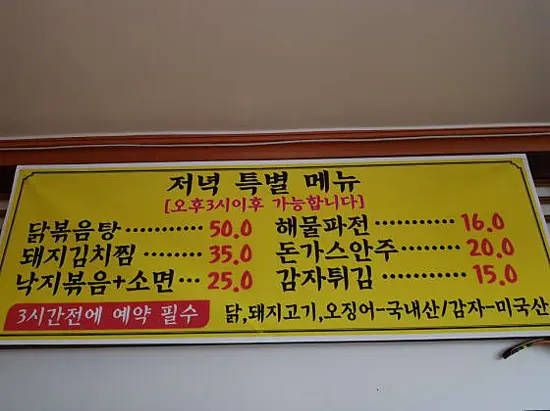 저녁 특별 메뉴
[오후3시이후 가능합니다]
닭볶음탕 ············ 50.0
돼지김치찜 ········· 35.0
낙지볶음+소면 ··· 25.0
해물파전 ············ 16.0
돈가스안주 ········· 20.0
감자튀김 ············ 15.0
3시간전에 예약 필수
닭,돼지고기,오징어-국내산/감자-미국산